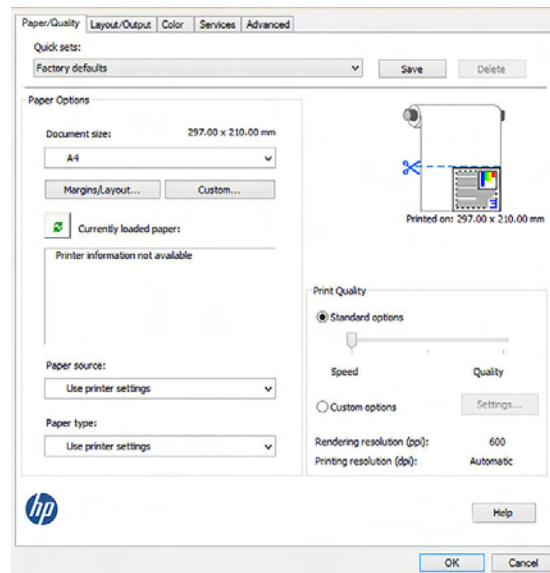 Paper/Quality Layout/Output Color Services Advanced
Quick sets:
Factory defaults Save Delete
Paper Options
Document size: 297.00 x 210.00 mm
A4
Margins/Layout... Custom...
Printed on: 297.00 x 210.00 mm
Currently loaded paper:
Printer information not available
Print Quality
Standard options
Speed Quality
Paper source:
Use printer settings
Custom options Settings...
Paper type:
Use printer settings
Rendering resolution (ppi): 600
Printing resolution (dpi): Automatic
hp
Help
OK Cancel